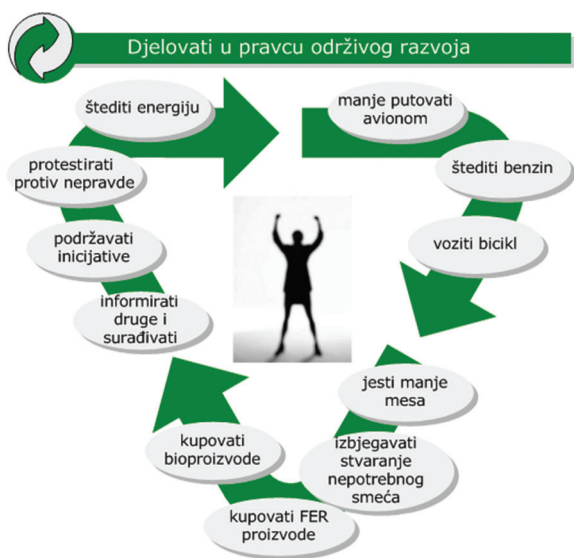 Djelovati u pravcu održivog razvoja
štediti energiju
manje putovati
avionom
štediti benzin
voziti bicikl
jesti manje
mesa
izbjegavati
stvaranje
nepotrebnog
smeća
kupovati FER
proizvode
kupovati
bioproizvode
informirati
druge i
surađivati
podržavati
inicijative
protestirati
protiv nepravde